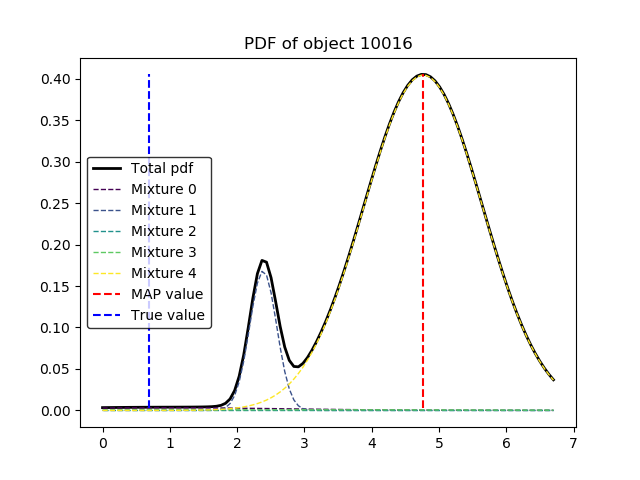 PDF of object 10016
0.40
0.35
0.30
0.25
0.20
0.15
0.10
0.05
0.00
Total pdf
Mixture 0
Mixture 1
Mixture 2
Mixture 3
Mixture 4
MAP value
True value
0 1 2 3 4 5 6 7